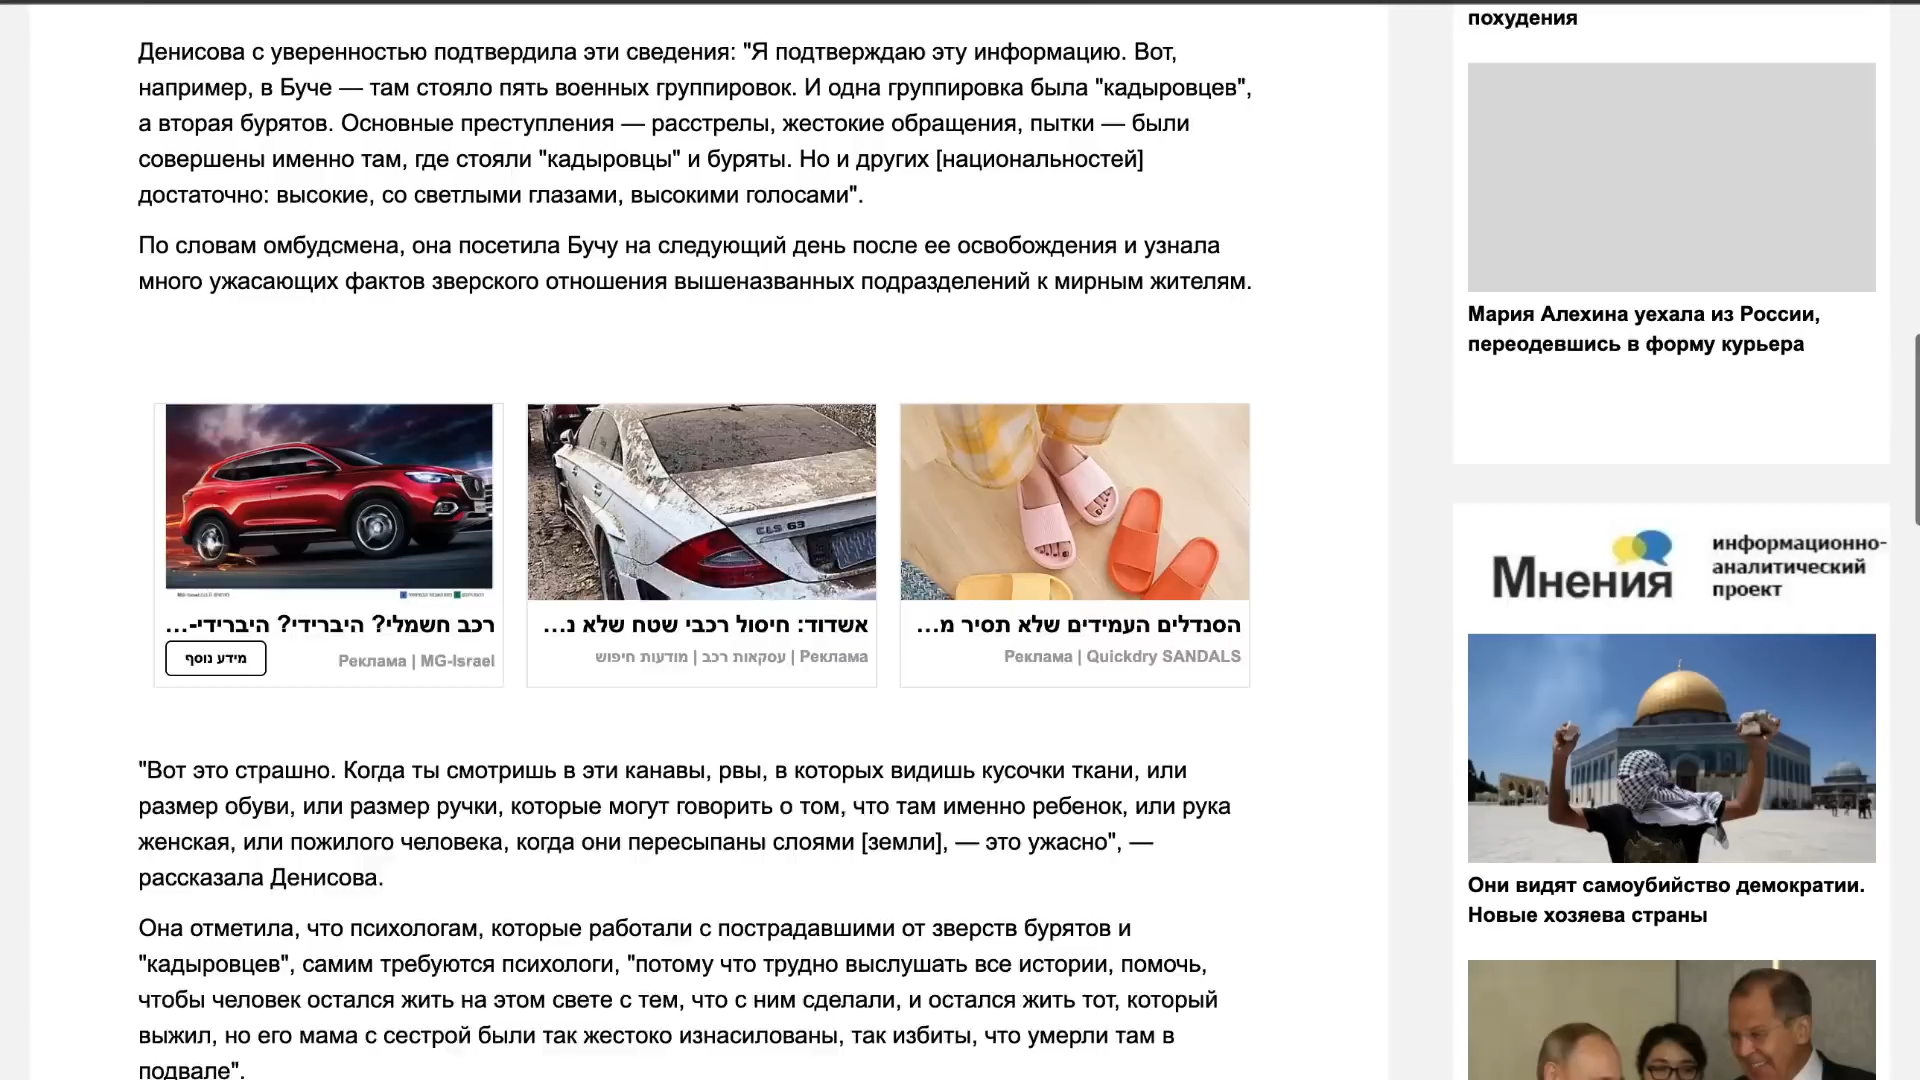 Денисова с уверенностью подтвердила эти сведения: "Я подтверждаю эту информацию. Вот,
например, в Буче — там стояло пять военных группировок. И одна группировка была "кадыровцев",
а вторая бурятов. Основные преступления — расстрелы, жестокие обращения, пытки — были
совершены именно там, где стояли "кадыровцы" и буряты. Но и других [национальностей]
достаточно: высокие, со светлыми глазами, высокими голосами".
По словам омбудсмена, она посетила Бучу на следующий день после ее освобождения и узнала
много ужасающих фактов зверского отношения вышеназванных подразделений к мирным жителям.
רכב חשמלי? היברידי? היברידי-...
מידע נוסף
Реклама | MG-Israel
CLS 63
אשדוד: חיסול רכבי שטח שלא נ...
Реклама | עסקאות רכב | מודעות חיפוש
הסנדלים העמידים שלא תסיר מ...
Реклама | Quickdry SANDALS
"Вот это страшно. Когда ты смотришь в эти канавы, рвы, в которых видишь кусочки ткани, или
размер обуви, или размер ручки, которые могут говорить о том, что там именно ребенок, или рука
женская, или пожилого человека, когда они пересыпаны слоями [земли], — это ужасно", —
рассказала Денисова.
Она отметила, что психологам, которые работали с пострадавшими от зверств бурятов и
"кадыровцев", самим требуются психологи, "потому что трудно выслушать все истории, помочь,
чтобы человек остался жить на этом свете с тем, что с ним сделали, и остался жить тот, который
выжил, но его мама с сестрой были так жестоко изнасилованы, так избиты, что умерли там в
подвале".
похудения
Мария Алехина уехала из России,
переодевшись в форму курьера
Мнения
информационно-
аналитический
проект
Они видят самоубийство демократии.
Новые хозяева страны